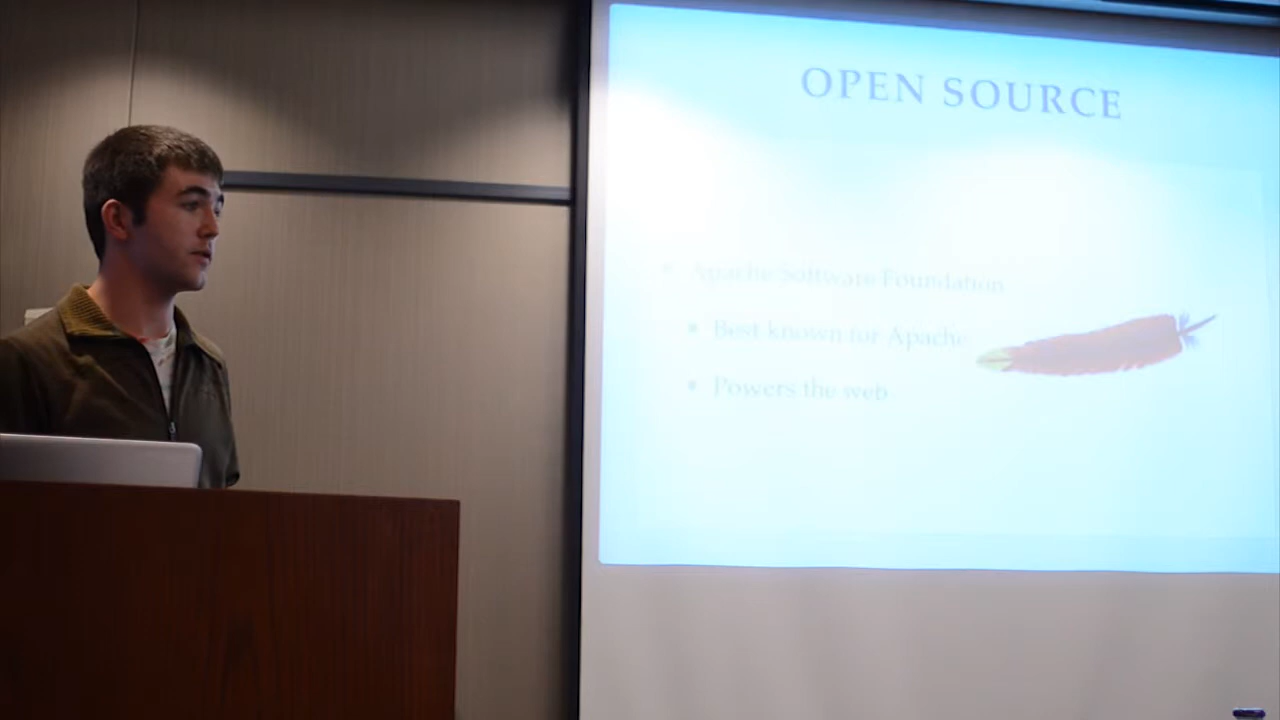 OPEN SOURCE
Apache Software Foundation
Best known for Apache
Powers the web